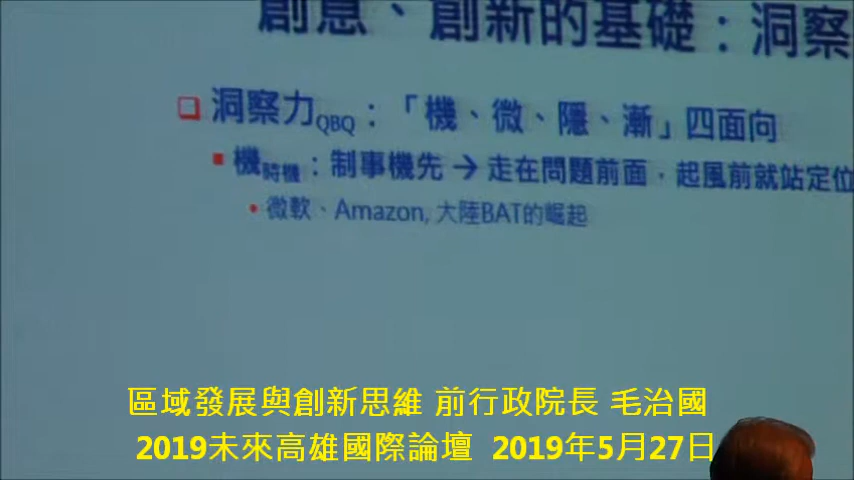 創意、創新的基礎：洞察
洞察力QBQ：「機、微、隱、漸」四面向
機時機：制事機先→走在問題前面，起風前就站定位
微軟、Amazon, 大陸BAT的崛起
區域發展與創新思維 前行政院長 毛治國
2019未來高雄國際論壇 2019年5月27日